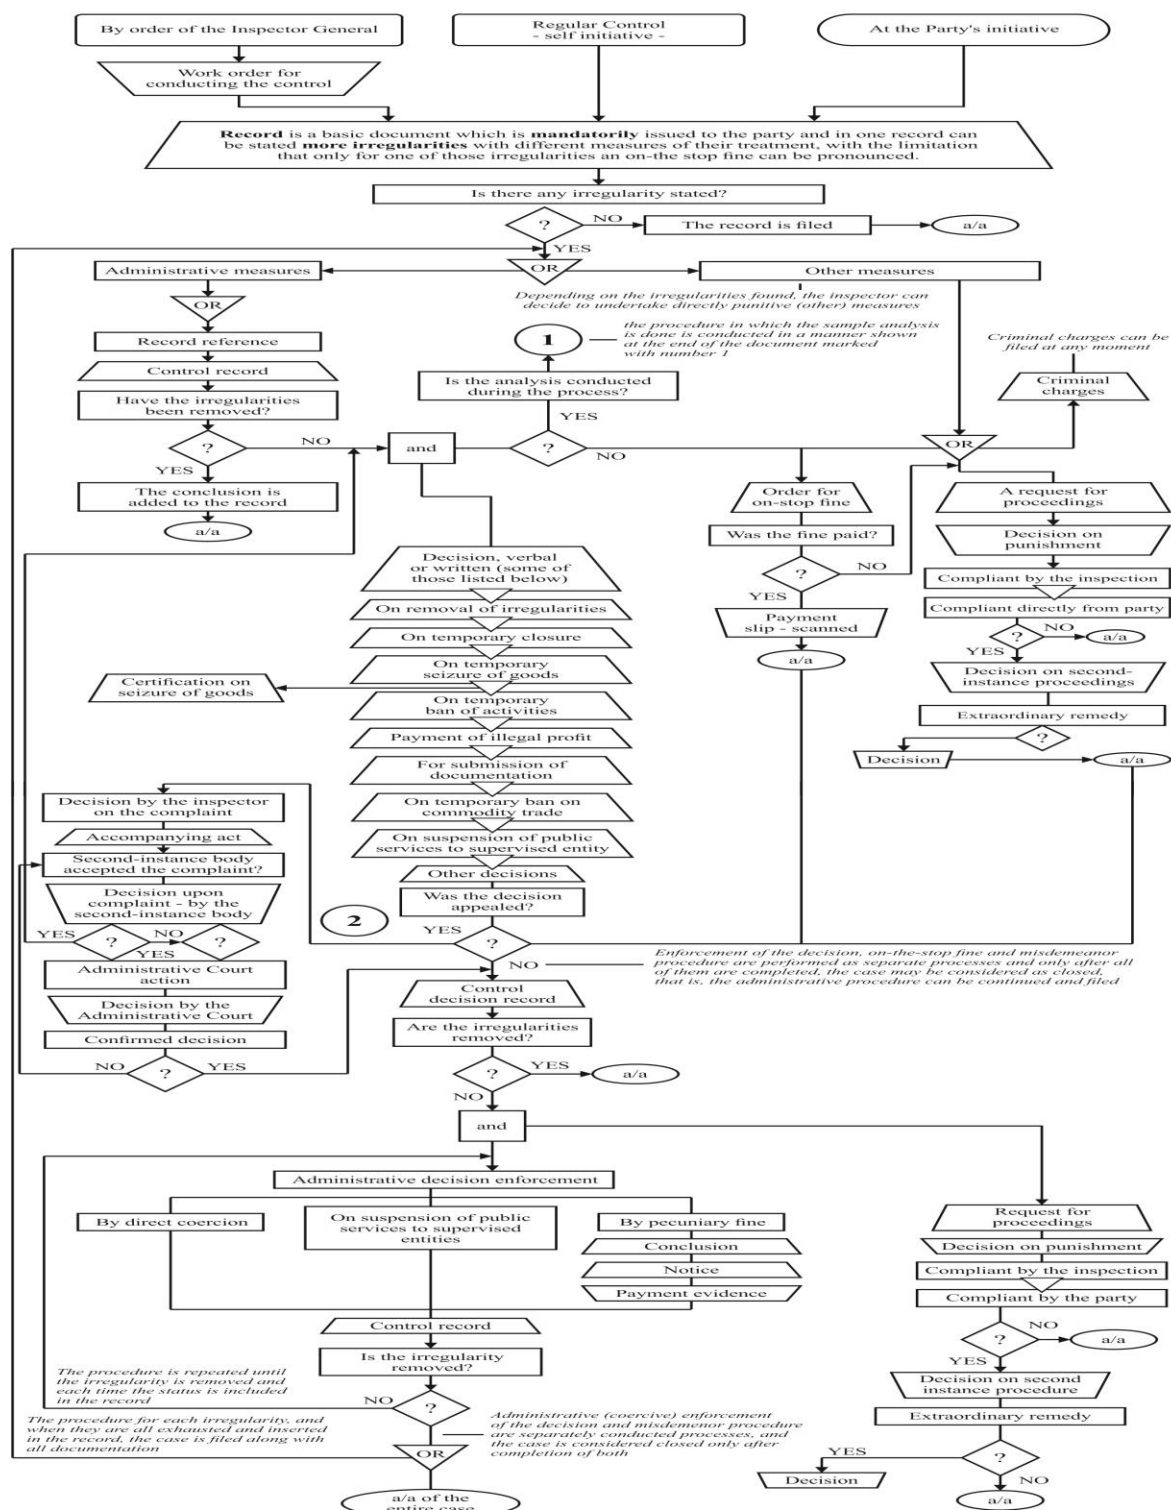 By order of the Inspector General
Regular Control
- self initiative -
At the Party's initiative
Work order for
conducting the control
Record is a basic document which is mandatorily issued to the party and in one record can
be stated more irregularities with different measures of their treatment, with the limitation
that only for one of those irregularities an on-the stop fine can be pronounced.
Is there any irregularity stated?
?
NO
The record is filed
a/a
YES
Administrative measures
OR
Other measures
Depending on the irregularities found, the inspector can
decide to undertake directly punitive (other) measures
OR
1
the procedure in which the sample analysis
is done is conducted in a manner shown
at the end of the document marked
with number 1
Criminal charges can be
filed at any moment
Record reference
Control record
Is the analysis conducted
during the process?
Criminal
charges
Have the irregularities
been removed?
YES
?
NO
and
?
NO
OR
YES
The conclusion is
added to the record
a/a
Order for
on-stop fine
A request for
proceedings
Was the fine paid?
Decision on
punishment
Decision, verbal
or written (some of
those listed below)
?
NO
Compliant by the inspection
YES
Compliant directly from party
On removal of irregularities
Payment
slip - scanned
?
NO
a/a
On temporary closure
YES
a/a
On temporary
seizure of goods
Decision on second-
instance proceedings
Certification on
seizure of goods
On temporary
ban of activities
Extraordinary remedy
Payment of illegal profit
?
For submission of
documentation
Decision
a/a
Decision by the inspector
on the complaint
On temporary ban on
commodity trade
Accompanying act
On suspension of public
services to supervised entity
Second-instance body
accepted the complaint?
Other decisions
Decision upon
complaint - by the
second-instance body
Was the decision
appealed?
2
YES
?
YES
?
NO
?
YES
NO
Enforcement of the decision, on-the-stop fine and misdemeanor
procedure are performed as separate processes and only after all
of them are completed, the case may be considered as closed,
that is, the administrative procedure can be continued and filed
Administrative Court
action
Control
decision record
Decision by the
Administrative Court
Are the irregularities
removed?
Confirmed decision
NO
?
YES
?
YES
a/a
NO
and
Administrative decision enforcement
By direct coercion
On suspension of public
services to supervised
entities
By pecuniary fine
Request for
proceedings
Conclusion
Decision on punishment
Notice
Compliant by the inspection
Payment evidence
Compliant by the party
Control record
?
NO
a/a
Is the irregularity
removed?
YES
The procedure is repeated until
the irregularity is removed and
each time the status is included
in the record
Decision on second
instance procedure
NO
?
Extraordinary remedy
The procedure for each irregularity, and
when they are all exhausted and inserted
in the record, the case is filed along with
all documentation
Administrative (coercive) enforcement
of the decision and misdemenor procedure
are separately conducted processes, and
the case is considered closed only after
completion of both
OR
YES
?
Decision
NO
a/a of the
entire case
a/a